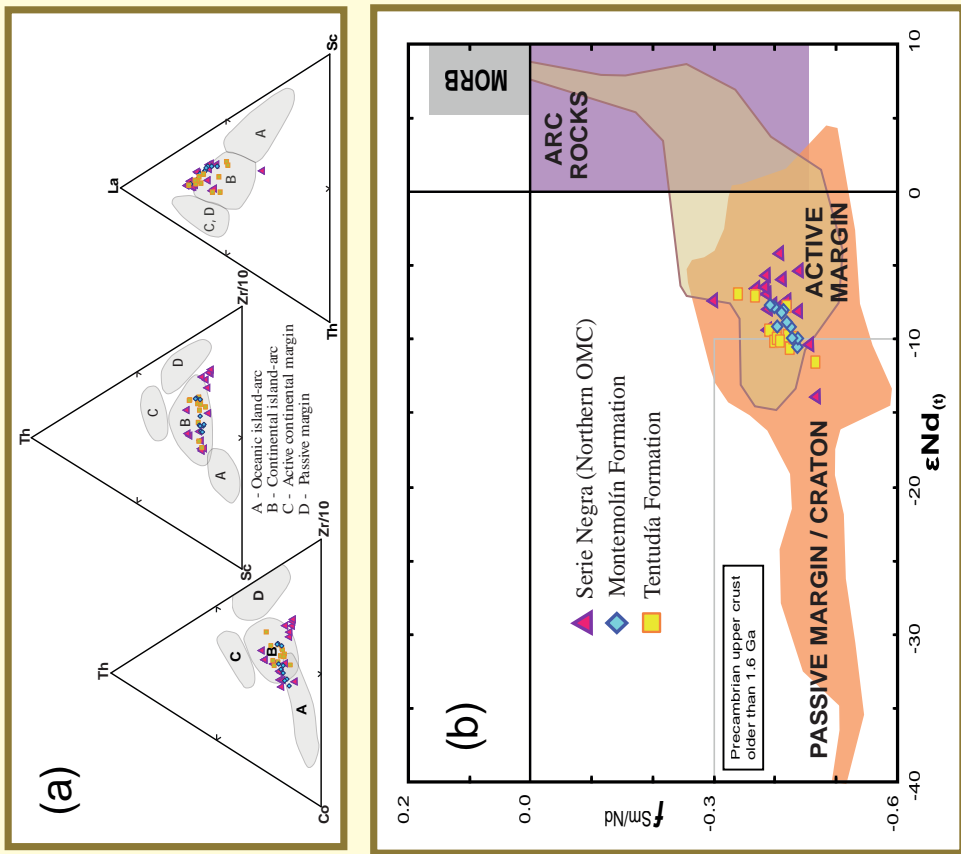 (a)
Th
Co
Zr/10
A
B
C
D
Th
Sc
Zr/10
A
B
C
D
A - Oceanic island-arc
B - Continental island-arc
C - Active continental margin
D - Passive margin
La
Th
Sc
A
B
C, D
(b)
MORB
ARC
ROCKS
ACTIVE
MARGIN
PASSIVE MARGIN / CRATON
Serie Negra (Northern OMC)
Montemolín Formation
Tentudía Formation
Precambrian upper crust
older than 1.6 Ga
fSm/Nd
0.2
0.0
-0.3
-0.6
-40
-30
-20
-10
0
10
εNd(t)